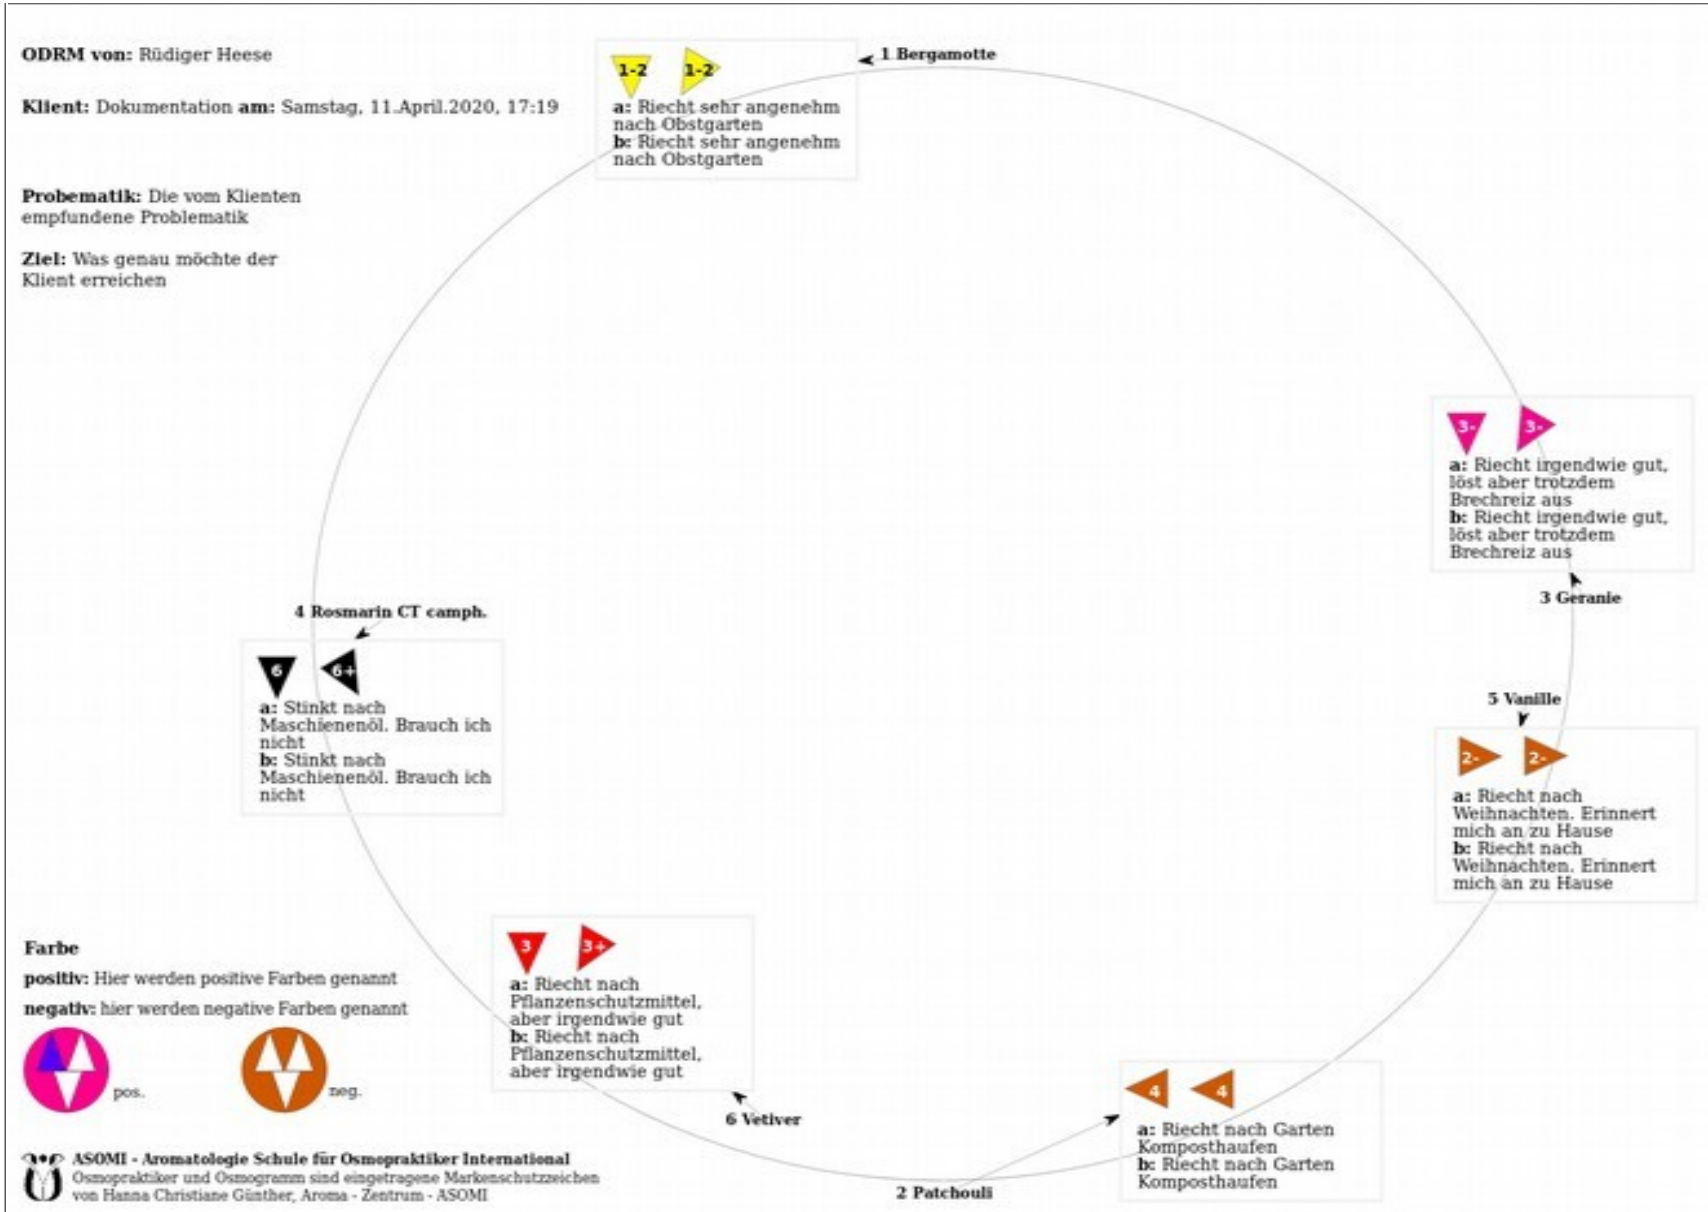 ODRM von: Rüdiger Heese
Klient: Dokumentation am: Samstag, 11.April.2020, 17:19
Probematik: Die vom Klienten
empfundene Problematik
Ziel: Was genau möchte der
Klient erreichen
1 Bergamotte
1-2 1-2
a: Riecht sehr angenehm
nach Obstgarten
b: Riecht sehr angenehm
nach Obstgarten
3- 3-
a: Riecht irgendwie gut,
löst aber trotzdem
Brechreiz aus
b: Riecht irgendwie gut,
löst aber trotzdem
Brechreiz aus
3 Geranie
4 Rosmarin CT camph.
6 6+
a: Stinkt nach
Maschienenöl. Brauch ich
nicht
b: Stinkt nach
Maschienenöl. Brauch ich
nicht
5 Vanille
2- 2-
a: Riecht nach
Weihnachten. Erinnert
mich an zu Hause
b: Riecht nach
Weihnachten. Erinnert
mich an zu Hause
3 3+
a: Riecht nach
Pflanzenschutzmittel,
aber irgendwie gut
b: Riecht nach
Pflanzenschutzmittel,
aber irgendwie gut
6 Vetiver
4 4
a: Riecht nach Garten
Komposthaufen
b: Riecht nach Garten
Komposthaufen
2 Patchouli
Farbe
positiv: Hier werden positive Farben genannt
negativ: hier werden negative Farben genannt
pos. neg.
ASOMI - Aromatologie Schule für Osmopraktiker International
Osmopraktiker und Osmogramm sind eingetragene Markenschutzzeichen
von Hanna Christiane Günther, Aroma - Zentrum - ASOMI